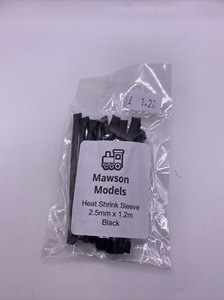 £ 1.20
Mawson
Models
Heat Shrink Sleeve
2.5mm x 1.2m
Black